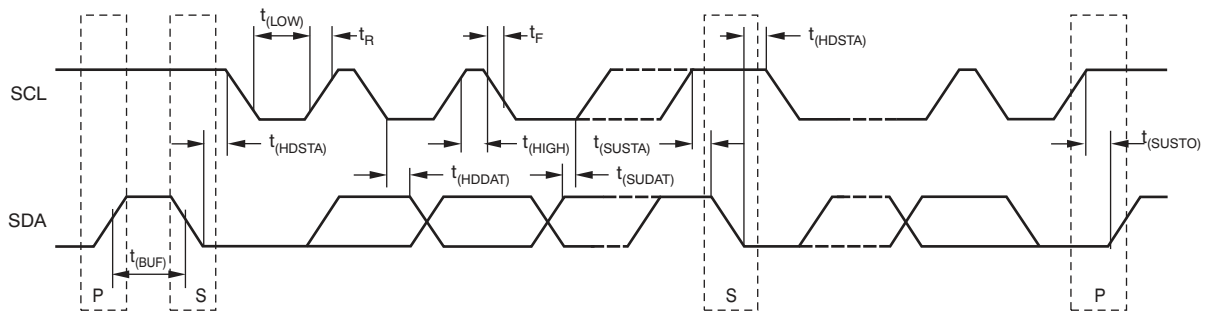 t(LOW)
tR
tF
t(HDSTA)
SCL
t(HDSTA)
t(HIGH)
t(SUSTA)
t(SUSTO)
t(HDDAT)
t(SUDAT)
SDA
t(BUF)
P
S
S
P